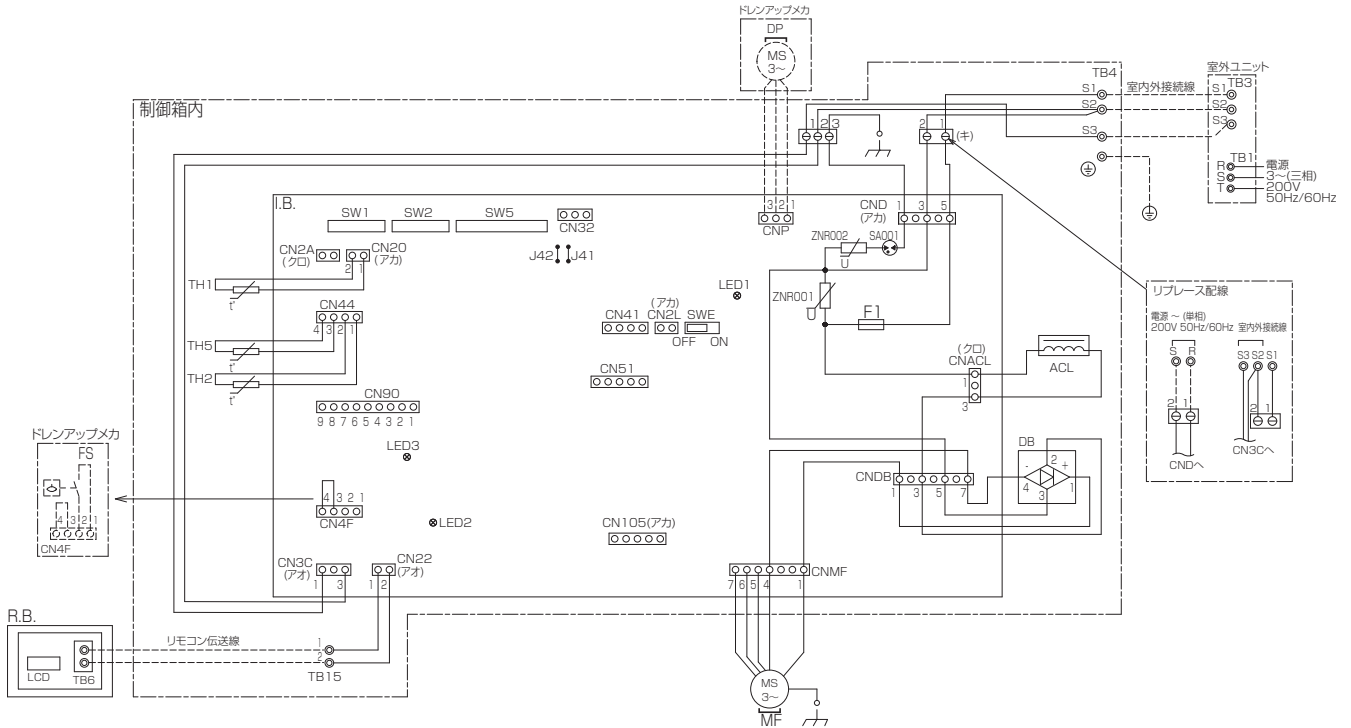 ドレンアップメカ
DP
MS
3～
制御箱内
TB4
S1
S2
S3
室内外接続線
室外ユニット
TB3
S1
S2
S3
TB1
R
S
T
電源
3～(三相)
200V
50Hz/60Hz
1 2 3
2 1
(キ)
I.B.
SW1
SW2
SW5
CN32
3 2 1
CNP
CND
(アカ)
1 3 5
CN2A
(クロ)
CN20
(アカ)
2 1
J42
J41
ZNR002
SA001
U
TH1
t°
LED1
ZNR001
U
F1
CN44
4 3 2 1
CN41
(アカ)
CN2L
SWE
OFF ON
TH5
t°
TH2
t°
CN51
(クロ)
CNACL
1
3
ACL
リプレース配線
電源 ～ (単相)
200V 50Hz/60Hz
室内外接続線
S R
S3 S2 S1
2 1
2 1
CNDへ
CN3Cへ
CN90
9 8 7 6 5 4 3 2 1
LED3
ドレンアップメカ
FS
4 3 2 1
CN4F
4 3 2 1
CN4F
LED2
CNDB
1 3 5 7
DB
2
- +
4 1
3
CN105(アカ)
CN3C
(アオ)
1 3
CN22
(アオ)
1 2
CNMF
7 6 5 4 1
R.B.
LCD
TB6
リモコン伝送線
1
2
TB15
MS
3～
MF